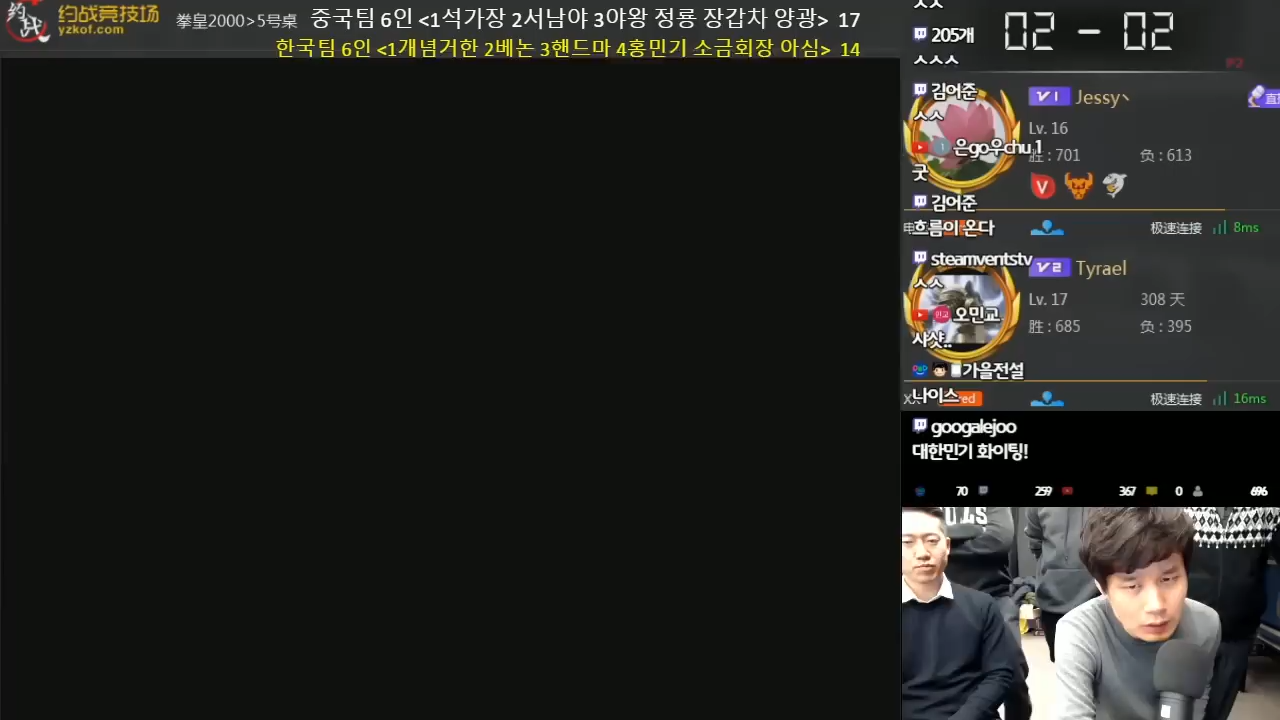 约战竞技场
yzkof.com
拳皇2000>5号桌
중국팀 6인 <1석가장 2서남야 3야왕 정룡 장갑차 양광> 17
한국팀 6인 <1개념거한 2베논 3핸드마 4홍민기 소금회장 아심> 14
ㅅㅅ
205개
ㅅㅅㅅ
02 - 02
P2
김어준
ㅅㅅ
Jessy丶
Lv. 16
은go우chu 1
굿
胜 : 701
负 : 613
김어준
흐름이 온다
极速连接
8ms
steamventstv
ㅅㅅ
Tyrael
Lv. 17
308 天
오민교
胜 : 685
负 : 395
샤샷..
가을전설
나이스
极速连接
16ms
googalejoo
대한민기 화이팅!
70
259
367
0
696